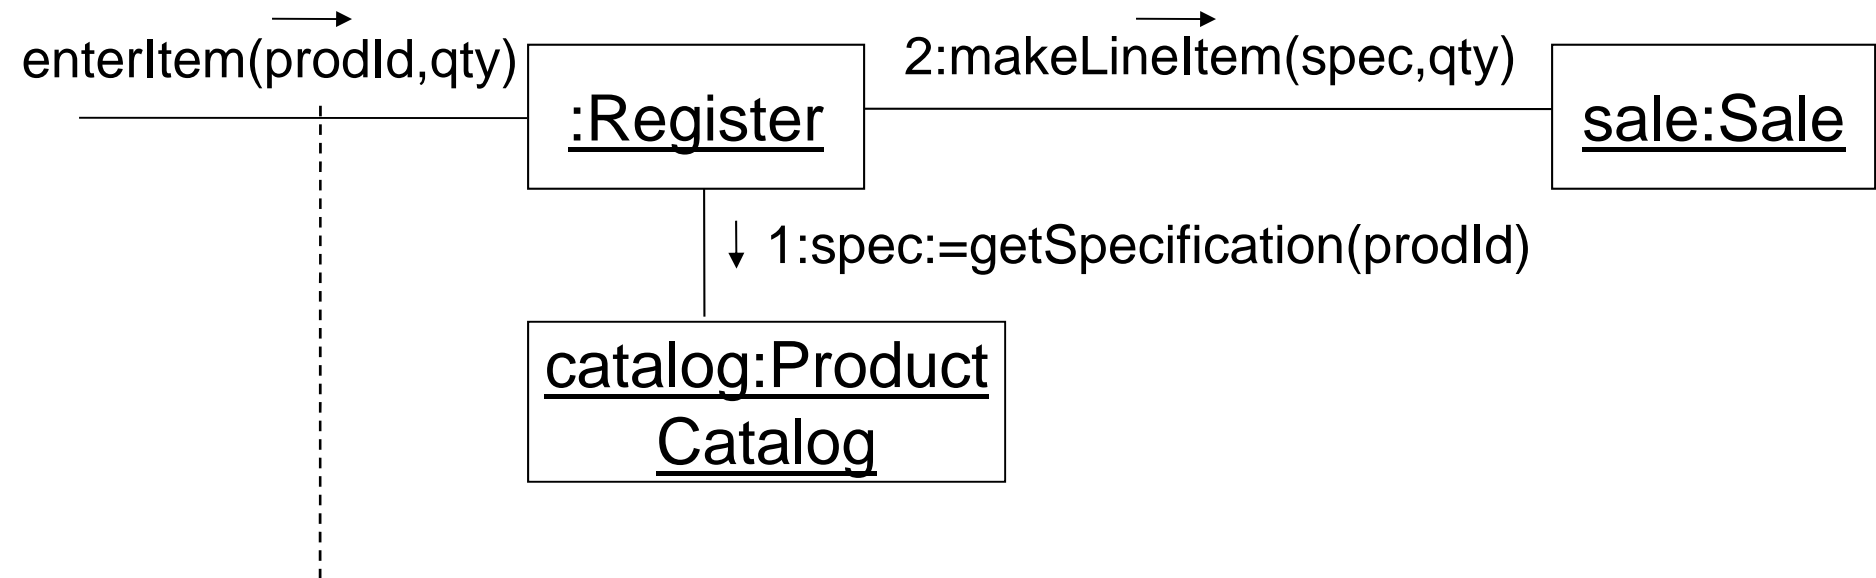 enterItem(prodId,qty)
2:makeLineItem(spec,qty)
:Register
sale:Sale
1:spec:=getSpecification(prodId)
catalog:Product
Catalog